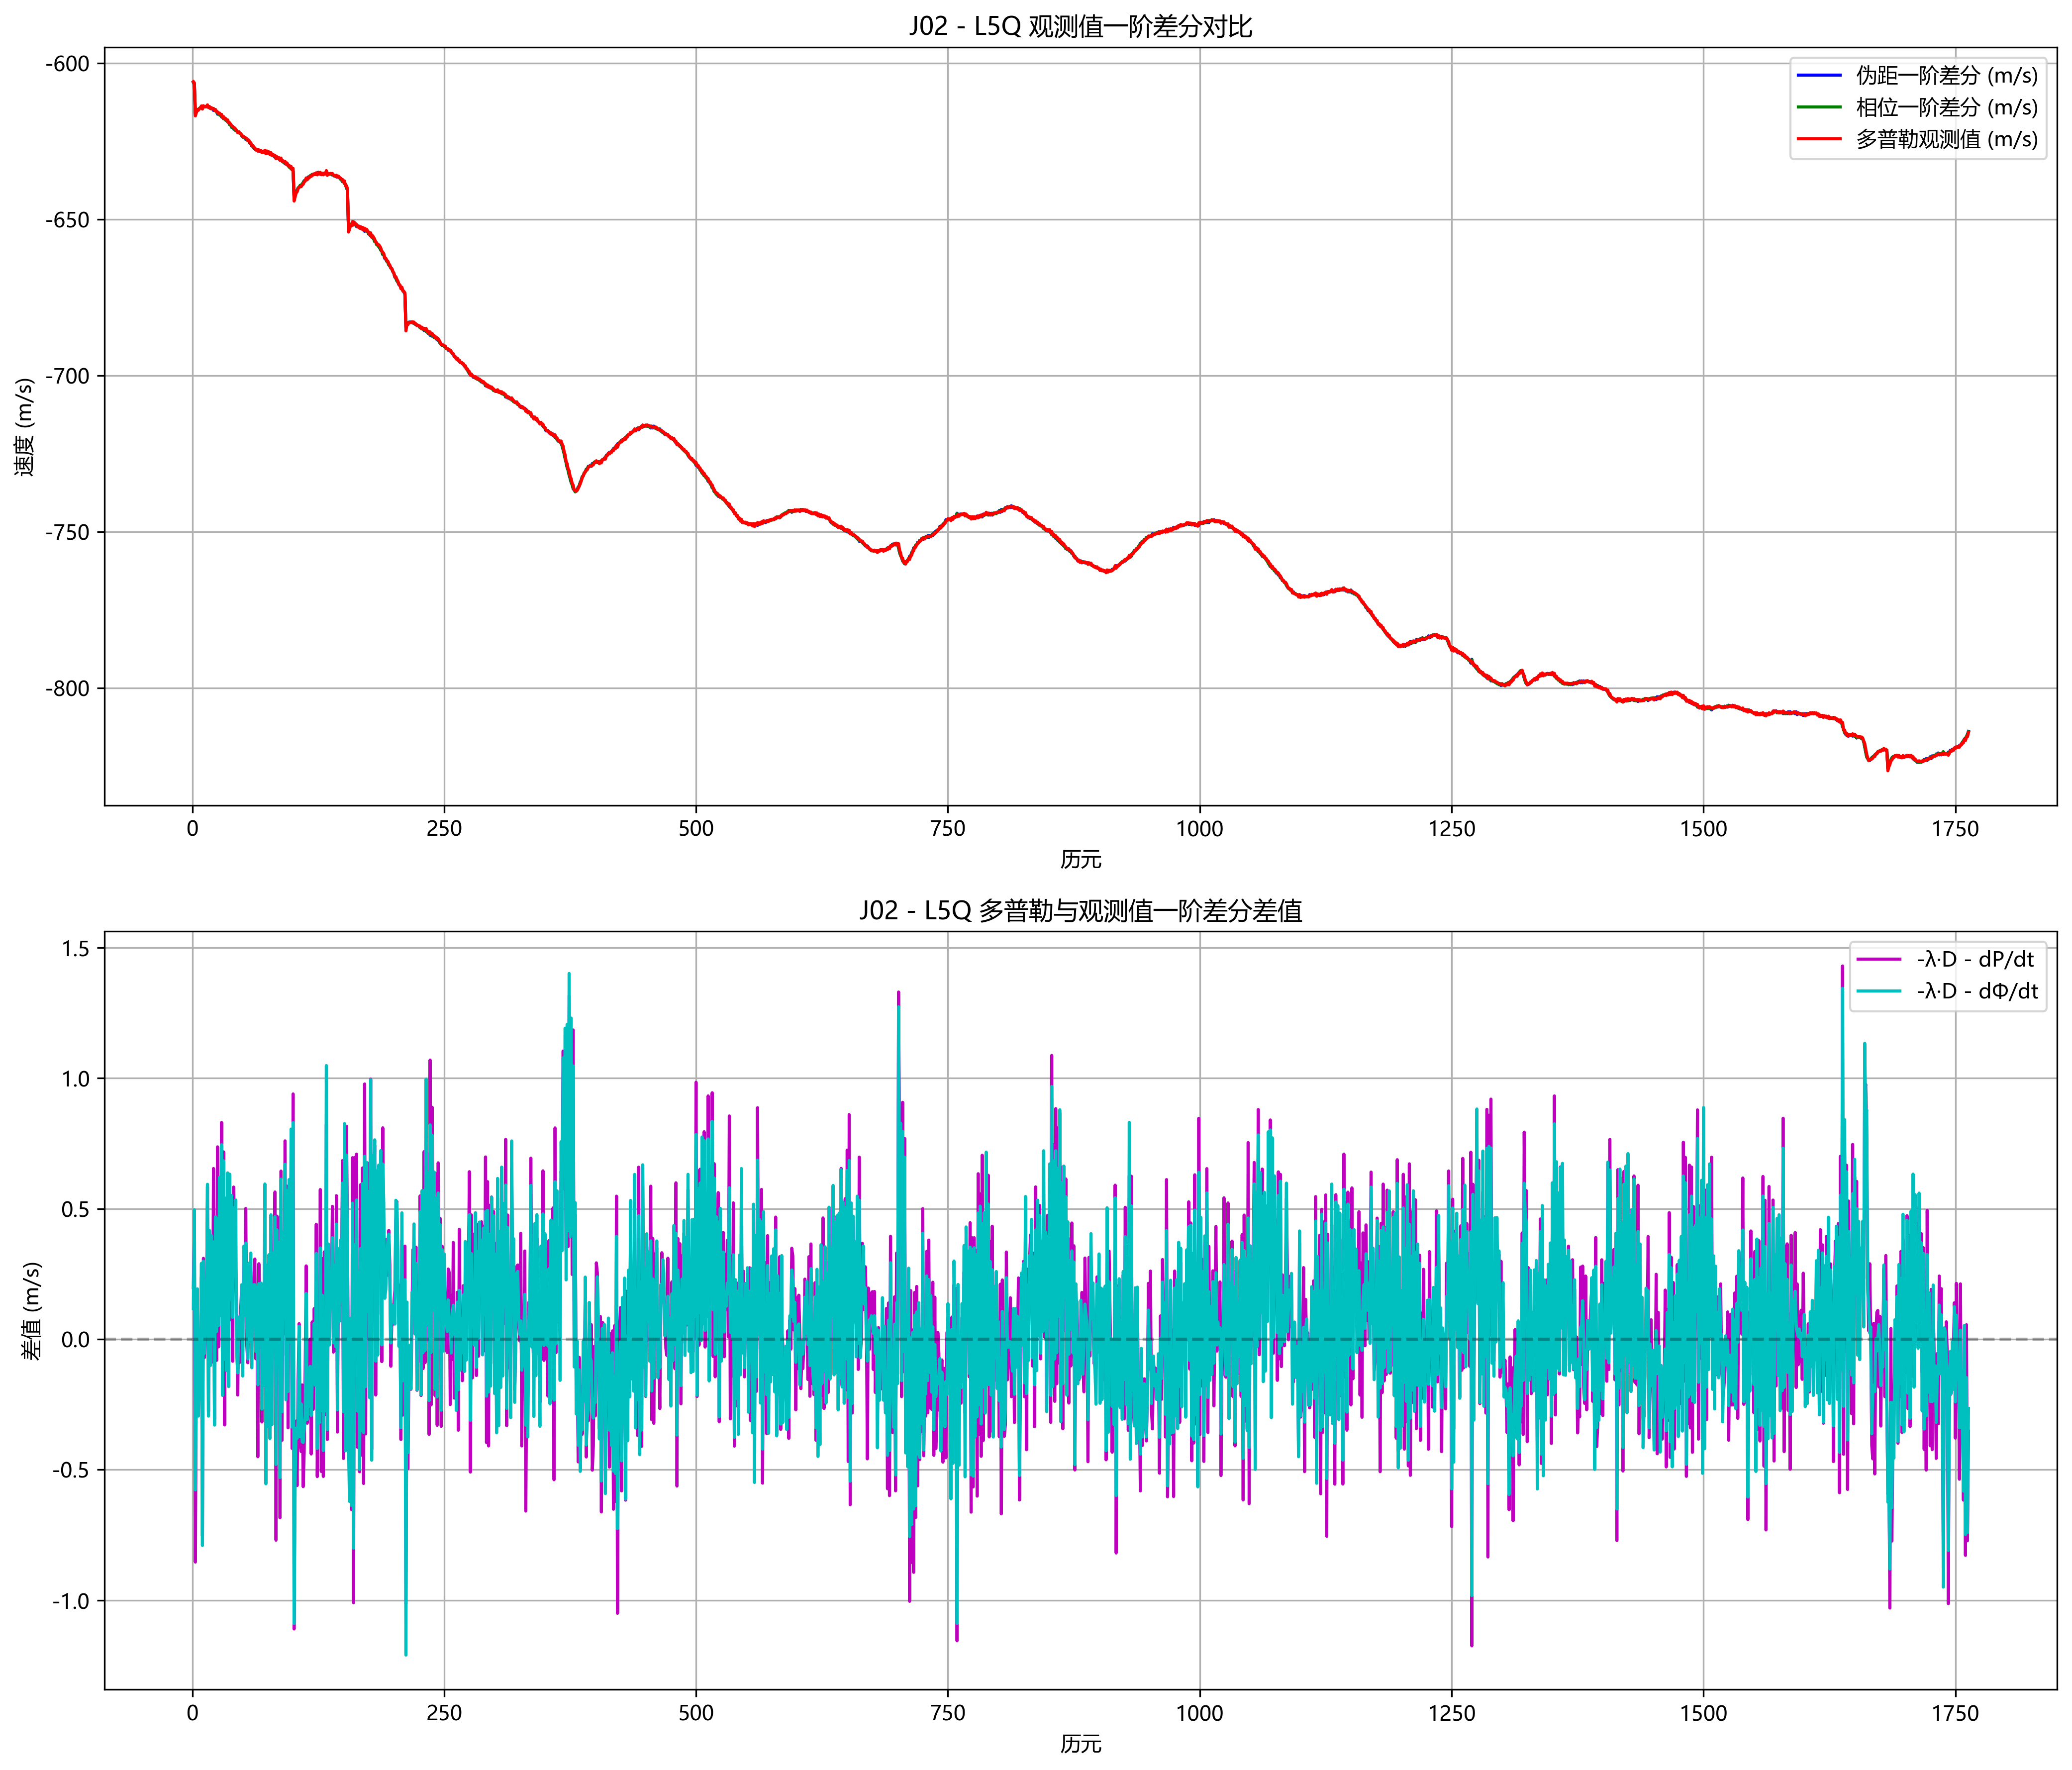 J02 - L5Q 观测值一阶差分对比
-600
-650
-700
-750
-800
速度 (m/s)
伪距一阶差分 (m/s)
相位一阶差分 (m/s)
多普勒观测值 (m/s)
0 250 500 750 1000 1250 1500 1750
历元
J02 - L5Q 多普勒与观测值一阶差分差值
1.5
1.0
0.5
0.0
-0.5
-1.0
差值 (m/s)
-λ·D - dP/dt
-λ·D - dΦ/dt
0 250 500 750 1000 1250 1500 1750
历元